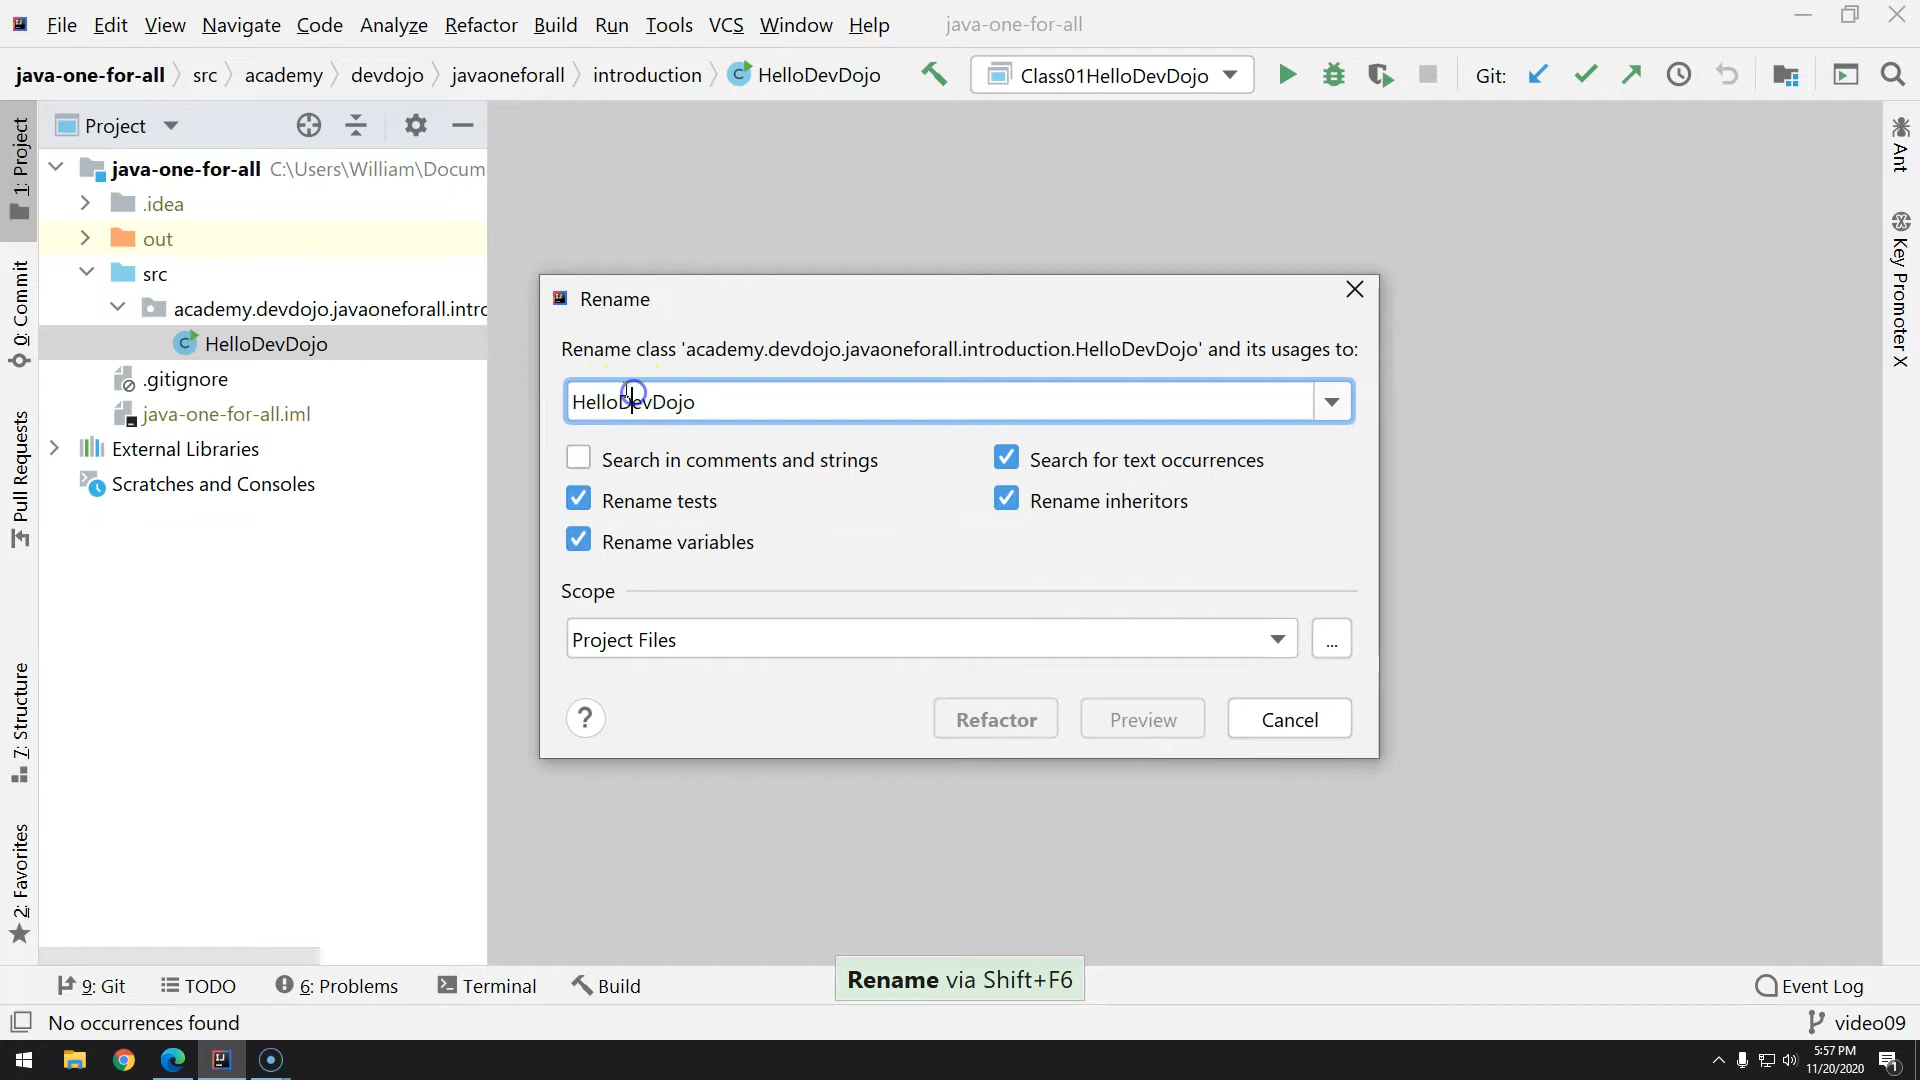 File Edit View Navigate Code Analyze Refactor Build Run Tools VCS Window Help java-one-for-all
java-one-for-all src academy devdojo javaoneforall introduction HelloDevDojo Class01HelloDevDojo Git:
1: Project
0: Commit
Pull Requests
7: Structure
2: Favorites
Project
java-one-for-all C:\Users\William\Docum
.idea
out
src
academy.devdojo.javaoneforall.intro
HelloDevDojo
.gitignore
java-one-for-all.iml
External Libraries
Scratches and Consoles
Rename
Rename class 'academy.devdojo.javaoneforall.introduction.HelloDevDojo' and its usages to:
HelloDevDojo
Search in comments and strings Search for text occurrences
Rename tests Rename inheritors
Rename variables
Scope
Project Files ...
? Refactor Preview Cancel
Ant
Key Promoter X
Rename via Shift+F6
9: Git TODO 6: Problems Terminal Build Event Log
No occurrences found video09
5:57 PM
11/20/2020
1